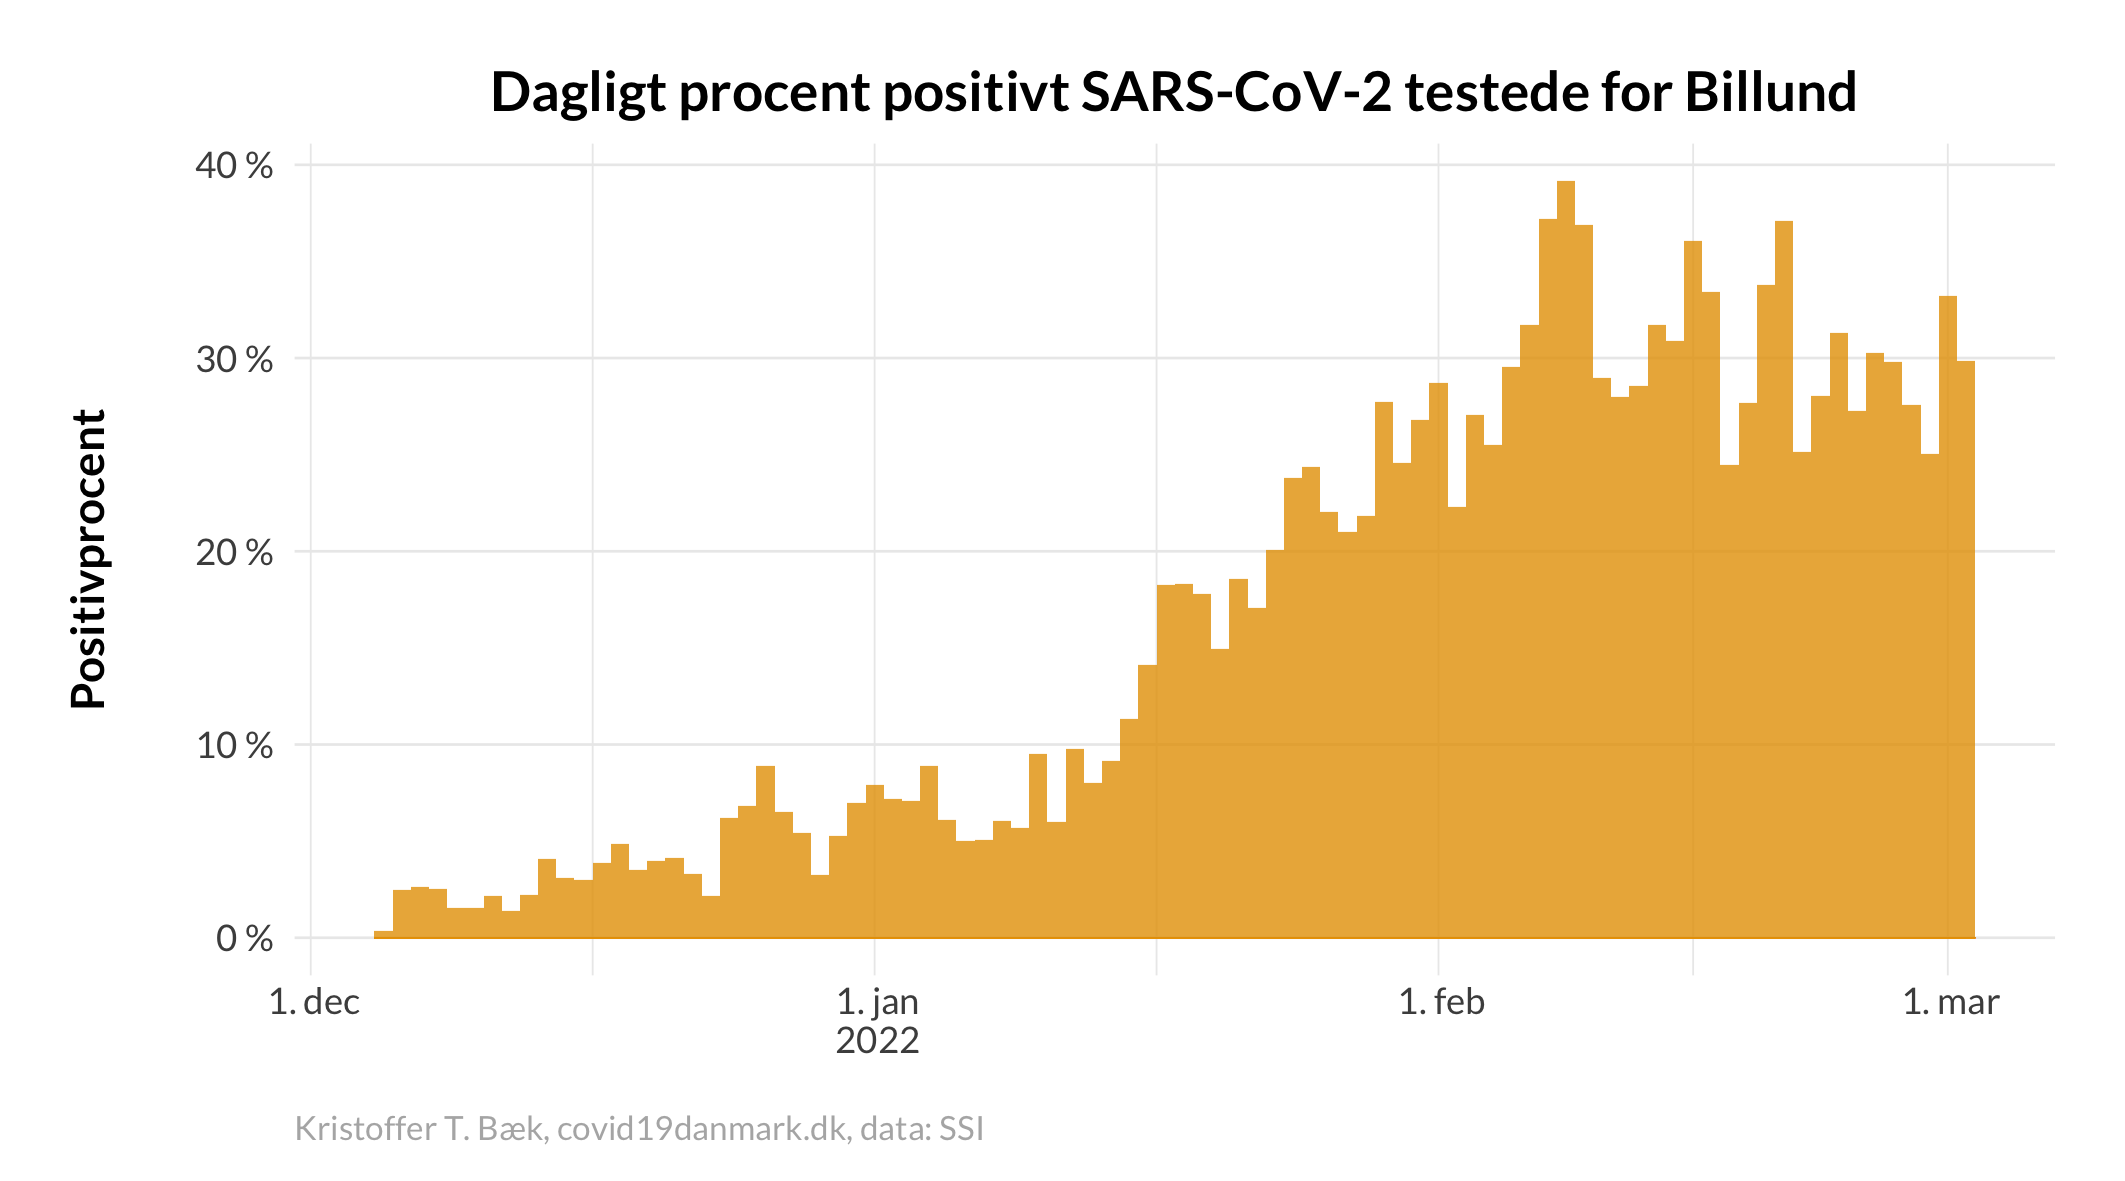 Dagligt procent positivt SARS-CoV-2 testede for Billund
Positivprocent
40 %
30 %
20 %
10 %
0 %
1. dec
1. jan
2022
1. feb
1. mar
Kristoffer T. Bæk, covid19danmark.dk, data: SSI